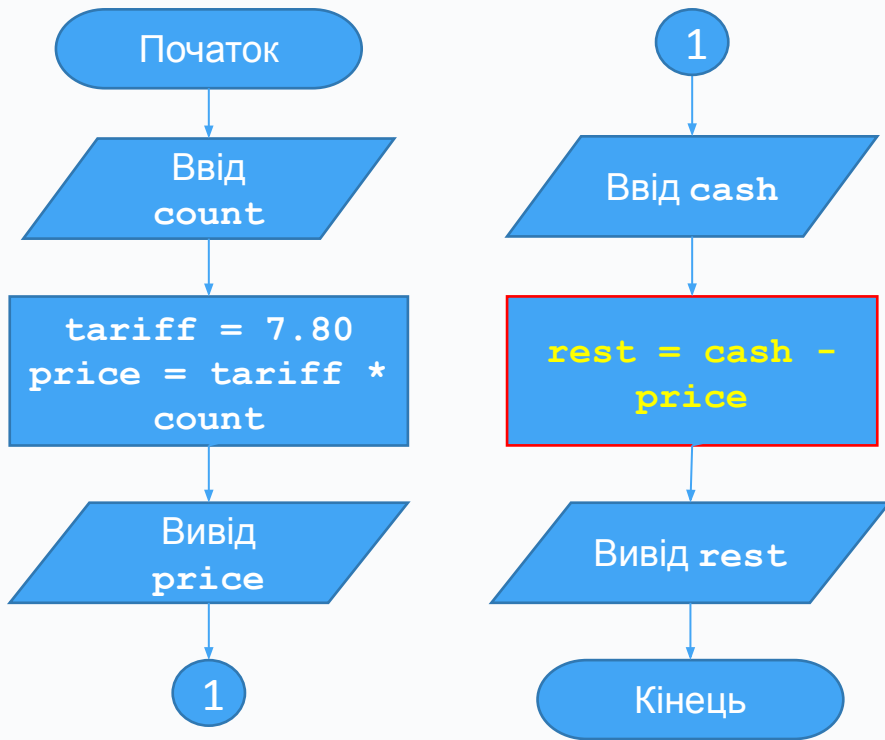 Початок
Ввід
count
tariff = 7.80
price = tariff *
count
Вивід
price
1
1
Ввід cash
rest = cash -
price
Вивід rest
Кінець